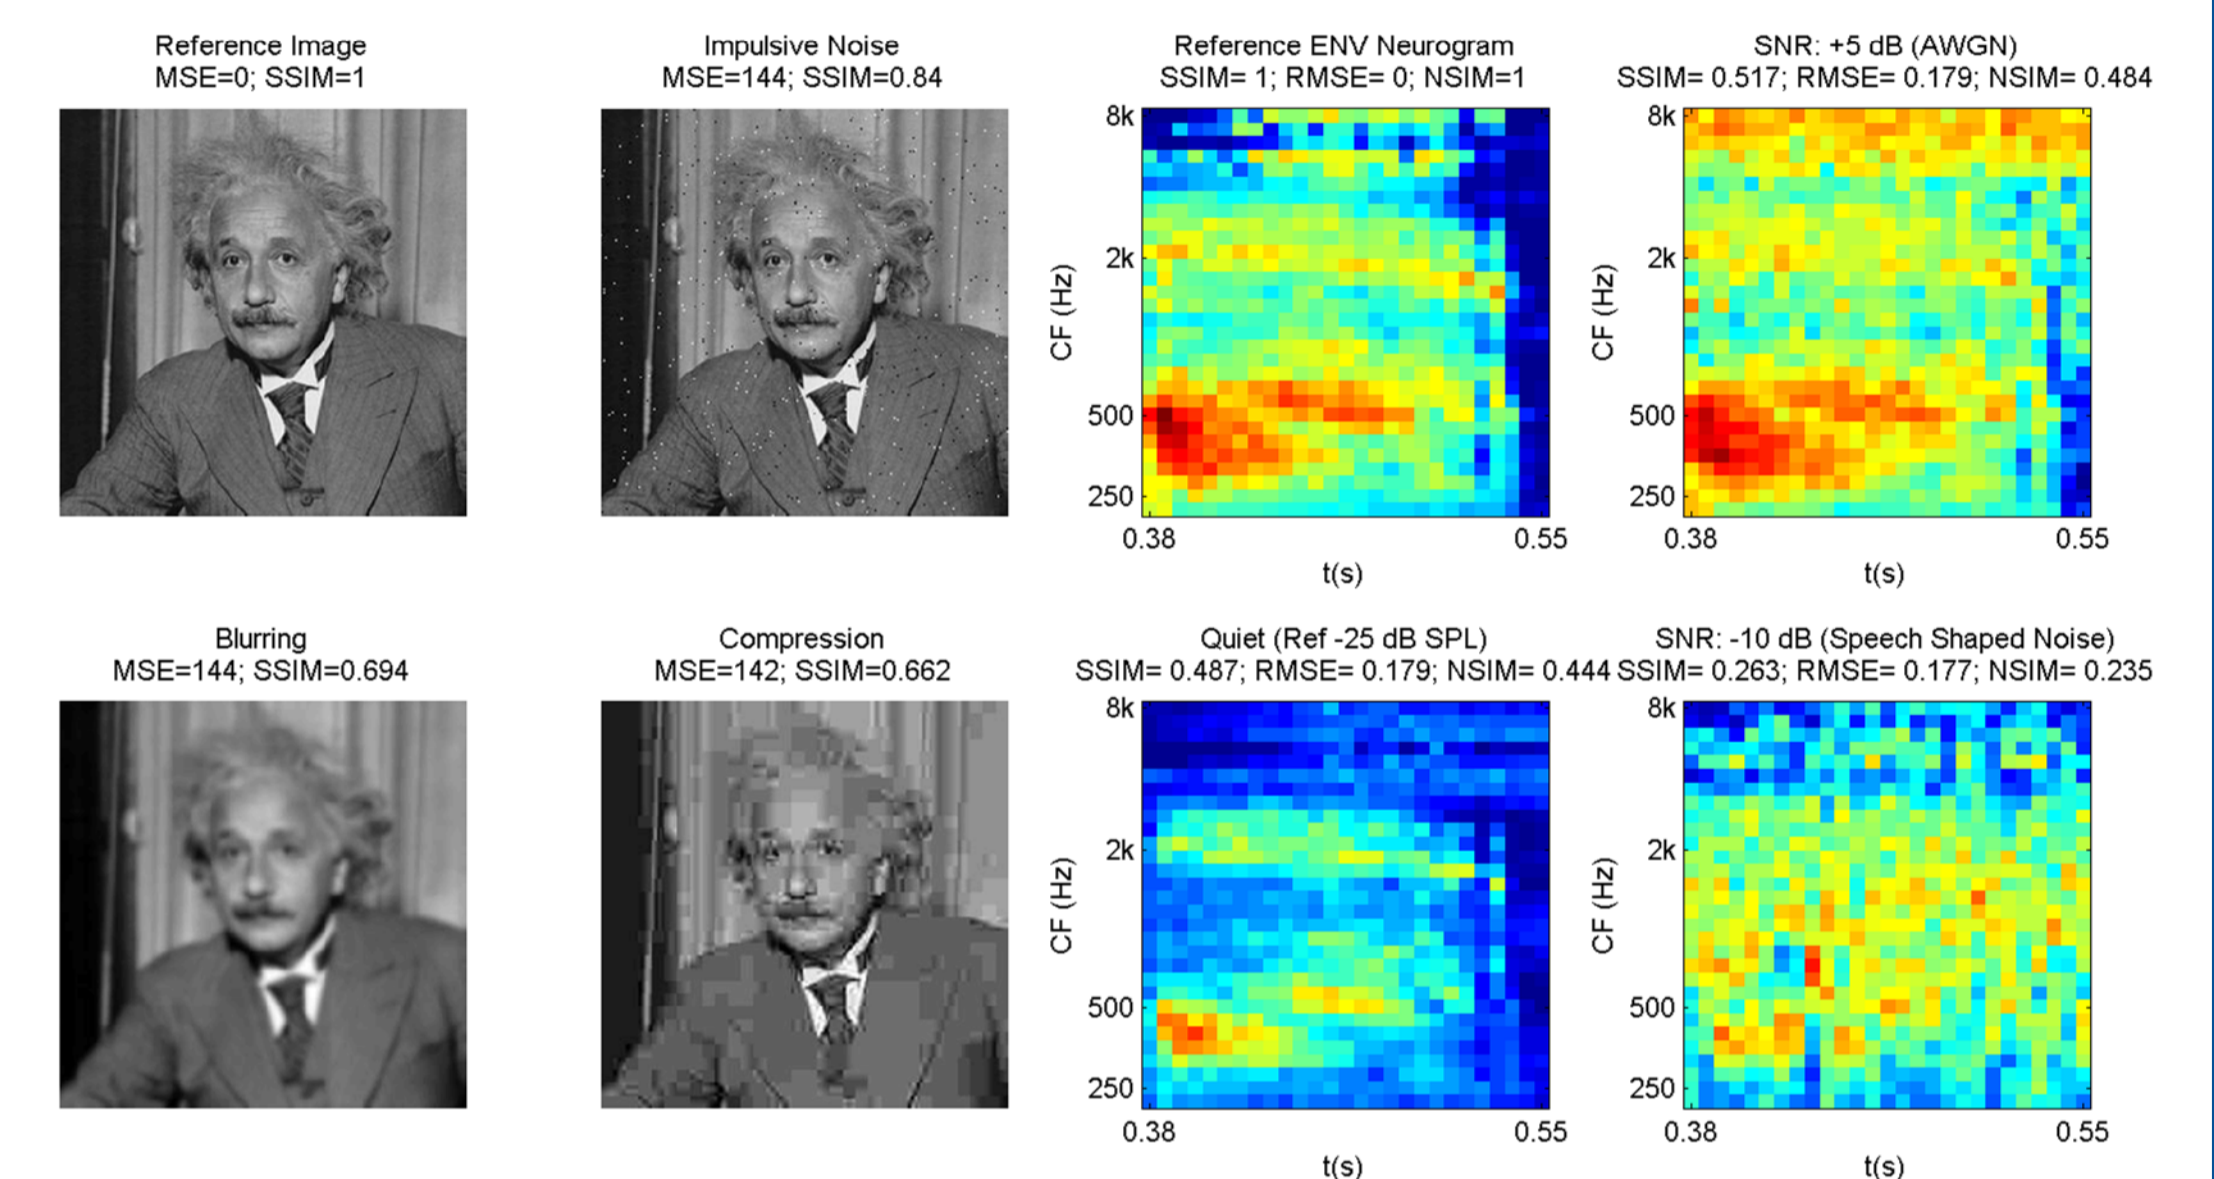 Reference Image
MSE=0; SSIM=1
Impulsive Noise
MSE=144; SSIM=0.84
Reference ENV Neurogram
SSIM= 1; RMSE= 0; NSIM=1
8k
2k
500
250
CF (Hz)
0.38
0.55
t(s)
SNR: +5 dB (AWGN)
SSIM= 0.517; RMSE= 0.179; NSIM= 0.484
8k
2k
500
250
CF (Hz)
0.38
0.55
t(s)
Blurring
MSE=144; SSIM=0.694
Compression
MSE=142; SSIM=0.662
Quiet (Ref -25 dB SPL)
SSIM= 0.487; RMSE= 0.179; NSIM= 0.444
8k
2k
500
250
CF (Hz)
0.38
0.55
t(s)
SNR: -10 dB (Speech Shaped Noise)
SSIM= 0.263; RMSE= 0.177; NSIM= 0.235
8k
2k
500
250
CF (Hz)
0.38
0.55
t(s)